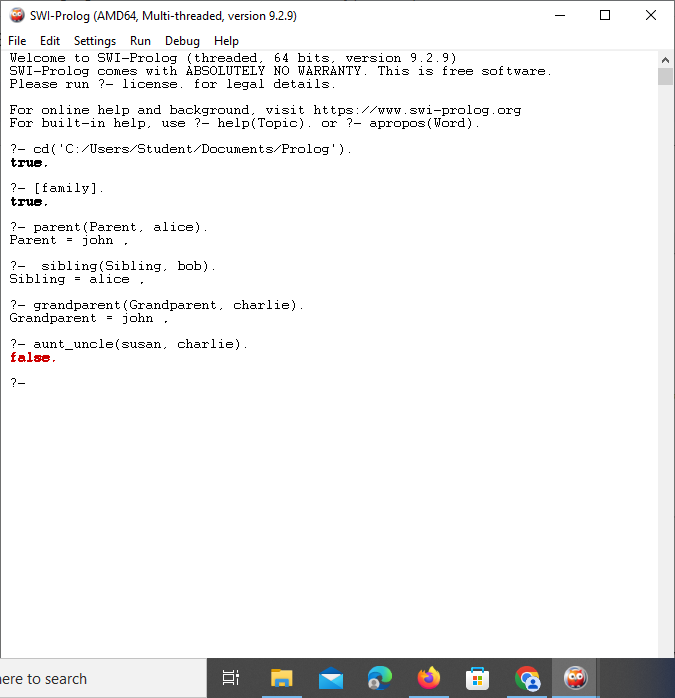 SWI-Prolog (AMD64, Multi-threaded, version 9.2.9)
File Edit Settings Run Debug Help
Welcome to SWI-Prolog (threaded, 64 bits, version 9.2.9)
SWI-Prolog comes with ABSOLUTELY NO WARRANTY. This is free software.
Please run ?- license. for legal details.
For online help and background, visit https://www.swi-prolog.org
For built-in help, use ?- help(Topic). or ?- apropos(Word).
?- cd('C:/Users/Student/Documents/Prolog').
true.
?- [family].
true.
?- parent(Parent, alice).
Parent = john .
?-  sibling(Sibling, bob).
Sibling = alice .
?- grandparent(Grandparent, charlie).
Grandparent = john .
?- aunt_uncle(susan, charlie).
false.
?-
here to search